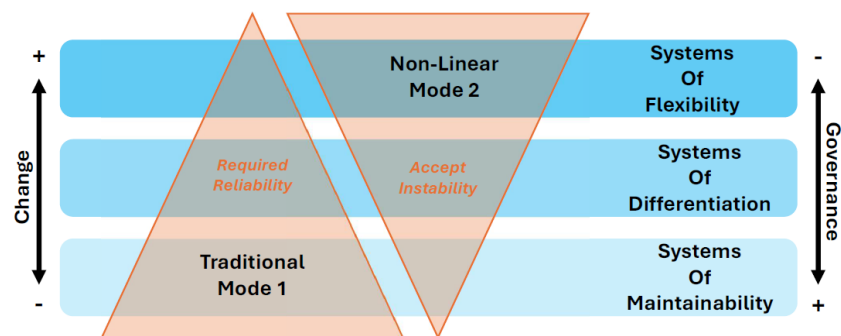 +
Change
-
Non-Linear
Mode 2
Required
Reliability
Accept
Instability
Traditional
Mode 1
Systems
Of
Flexibility
Systems
Of
Differentiation
Systems
Of
Maintainability
-
Governance
+